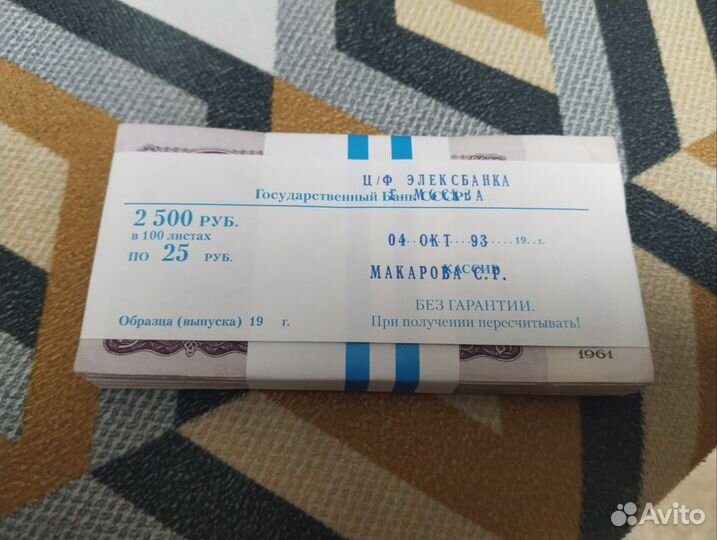 Ц/Ф ЭЛЕКСБАНКА
Г МОСКВА
Государственный Банк СССР
2 500 РУБ.
в 100 листах
ПО 25 РУБ.
04 ОКТ 93 19 г.
КАССИР
МАКАРОВА С.Р.
БЕЗ ГАРАНТИИ.
При получении пересчитывать!
Образца (выпуска) 19 г.
1961
Avito